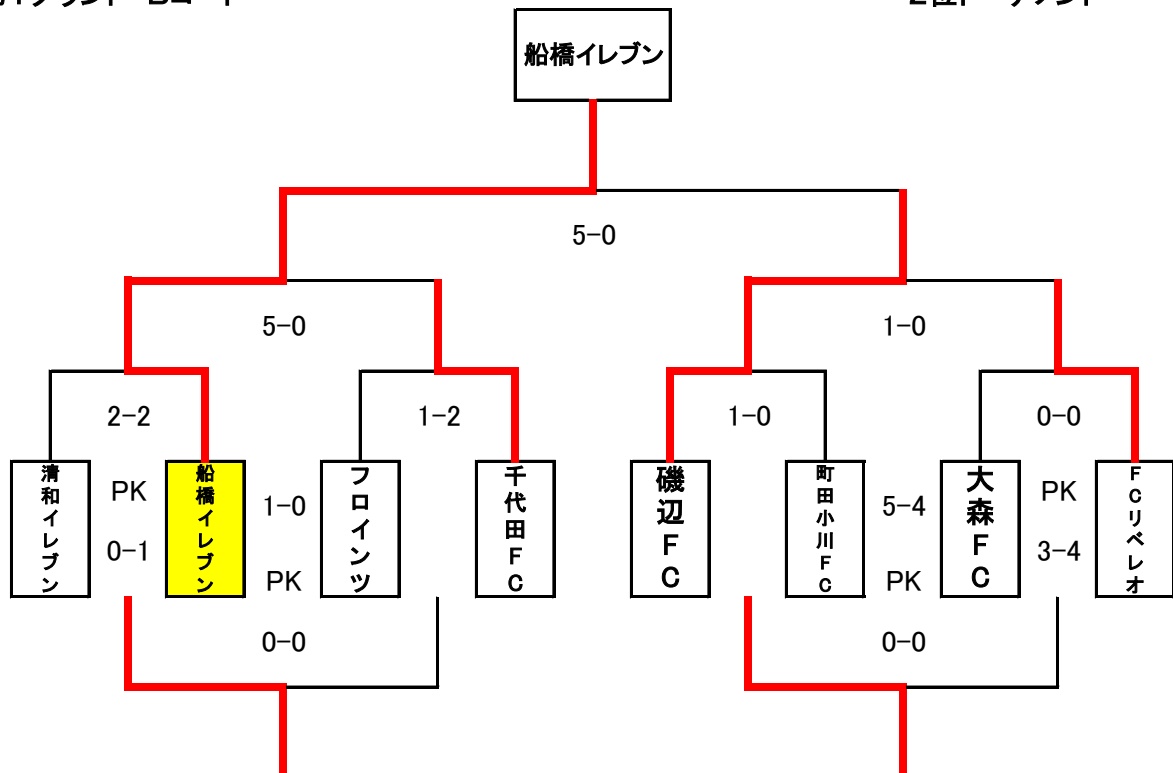 船橋イレブン
5-0
5-0
1-0
2-2
1-2
1-0
0-0
清和イレブン
PK
0-1
船橋イレブン
1-0
PK
フロインツ
千代田FC
磯辺FC
町田小川FC
5-4
PK
大森FC
PK
3-4
FCリベレオ
0-0
0-0